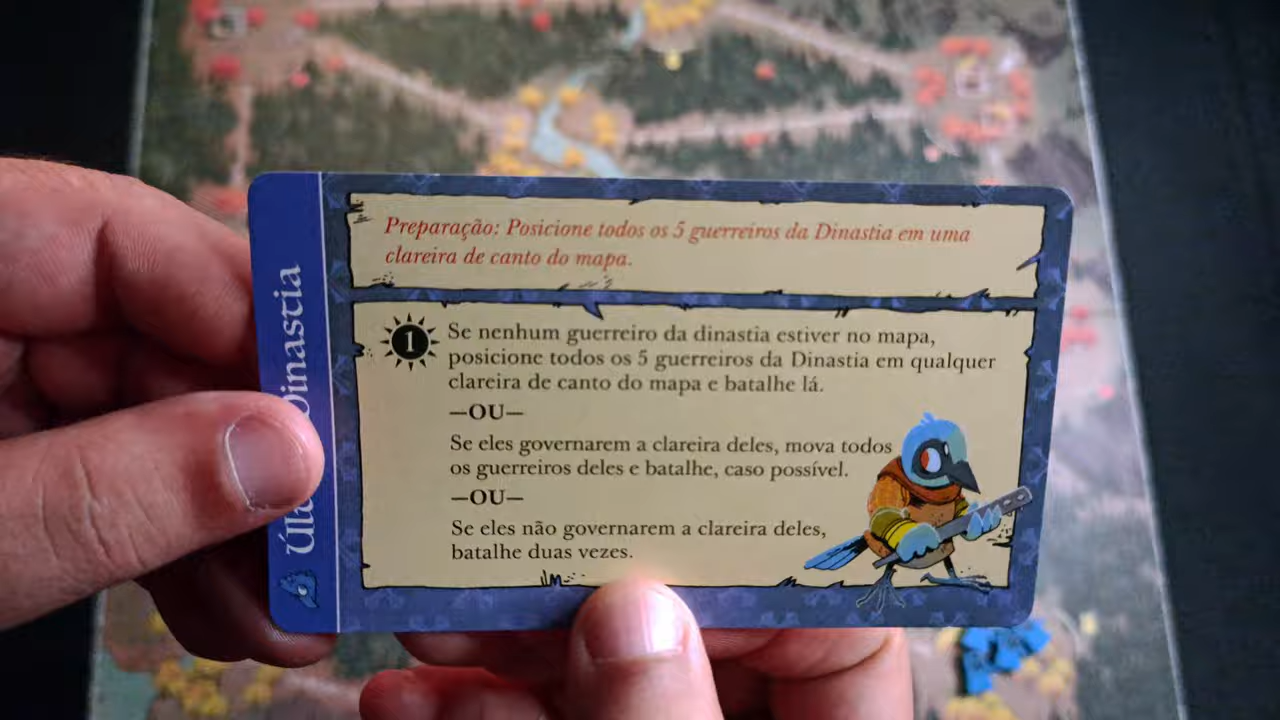 Preparação: Posicione todos os 5 guerreiros da Dinastia em uma
clareira de canto do mapa.
1
Se nenhum guerreiro da dinastia estiver no mapa,
posicione todos os 5 guerreiros da Dinastia em qualquer
clareira de canto do mapa e batalhe lá.
—OU—
Se eles governarem a clareira deles, mova todos
os guerreiros deles e batalhe, caso possível.
—OU—
Se eles não governarem a clareira deles,
batalhe duas vezes.
Dinastia